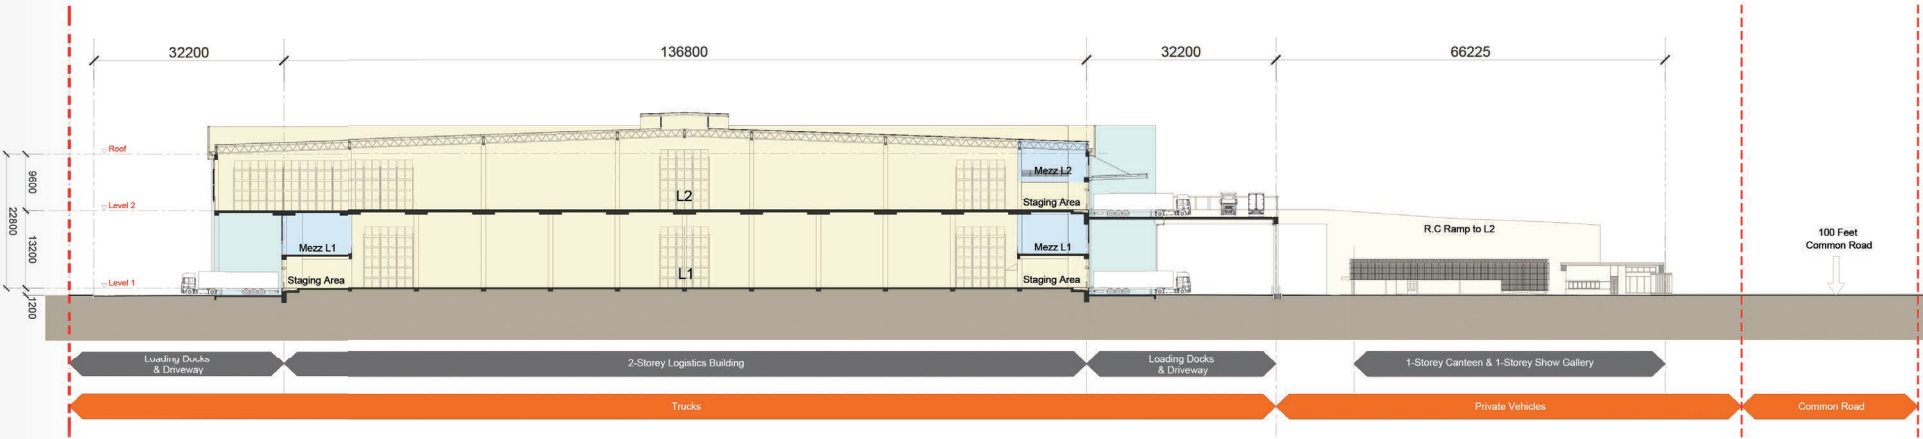 32200
136800
32200
66225
Roof
Mezz L2
9600
L2
Staging Area
Level 2
22800
R.C Ramp to L2
100 Feet
Common Road
13200
Mezz L1
Mezz L1
L1
Staging Area
Staging Area
Level 1
1200
Loading Docks
& Driveway
2-Storey Logistics Building
Loading Docks
& Driveway
1-Storey Canteen & 1-Storey Show Gallery
Trucks
Private Vehicles
Common Road